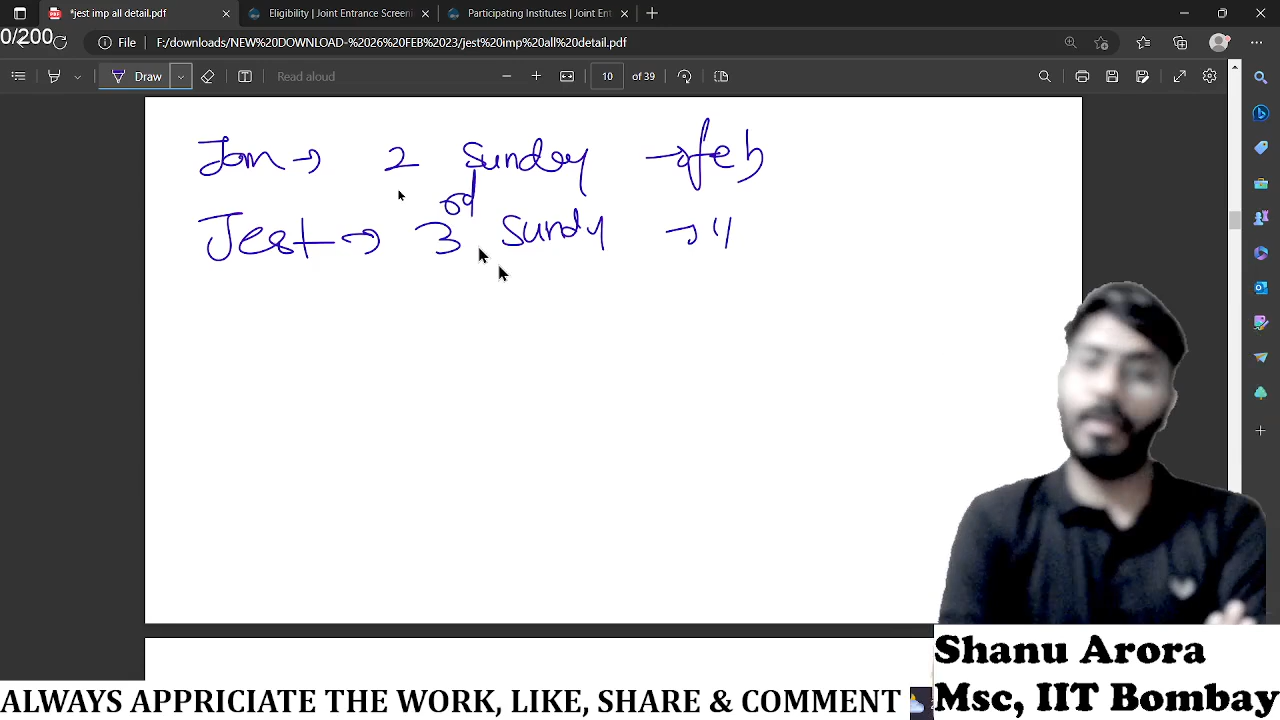 *jest imp all detail.pdf
Eligibility | Joint Entrance Screeni
Participating Institutes | Joint Ent
0/200
File
F:/downloads/NEW%20DOWNLOAD-%2026%20FEB%2023/jest%20imp%20all%20detail.pdf
Draw
Read aloud
10 of 39
Jam → 2 Sunday → feb
Jest → 3rd Sundy → "
Shanu Arora
Msc, IIT Bombay
ALWAYS APPRICIATE THE WORK, LIKE, SHARE & COMMENT